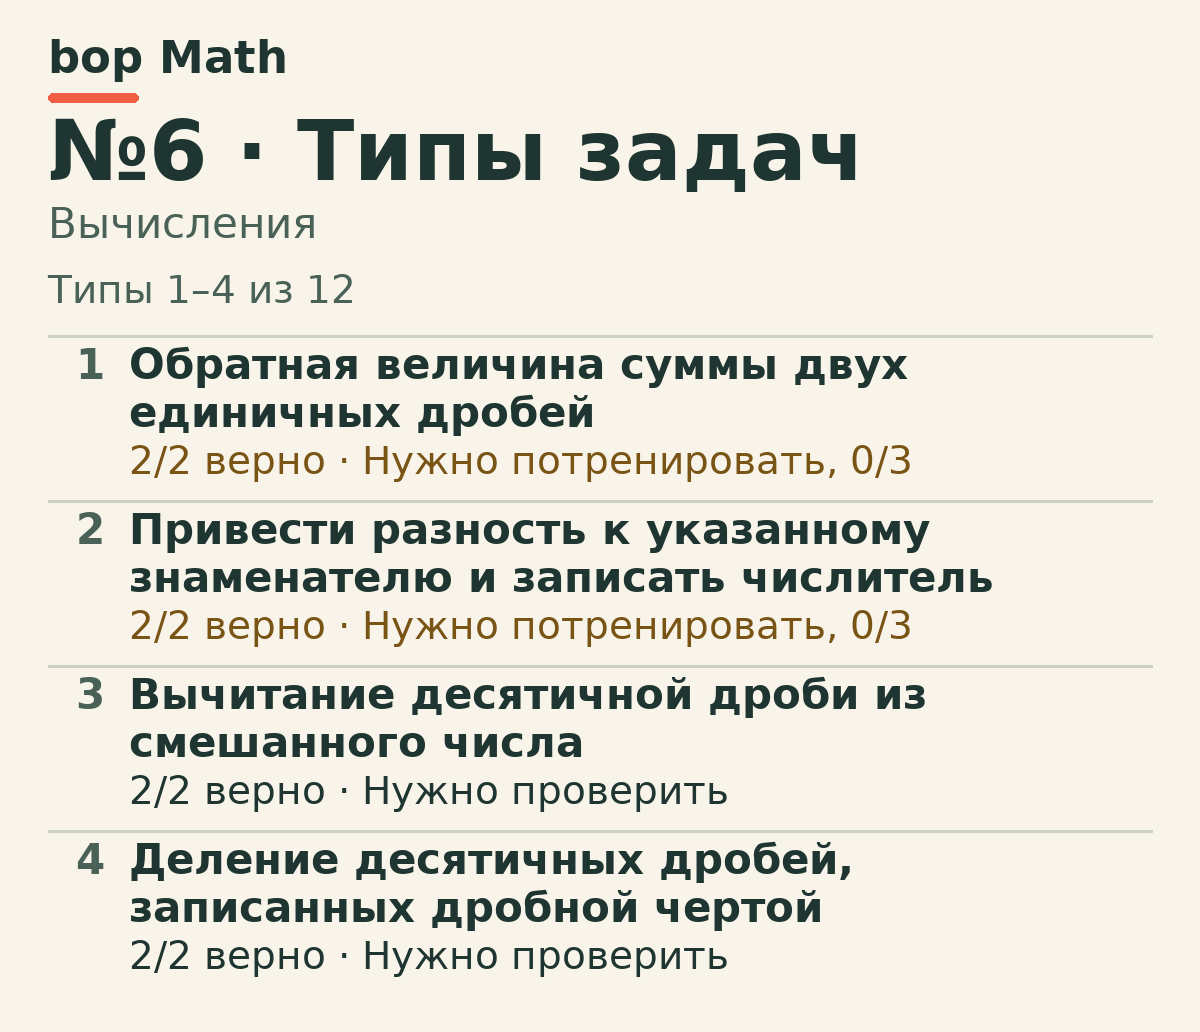 bop Math
№6 · Типы задач
Вычисления
Типы 1–4 из 12
1 Обратная величина суммы двух
единичных дробей
2/2 верно · Нужно потренировать, 0/3
2 Привести разность к указанному
знаменателю и записать числитель
2/2 верно · Нужно потренировать, 0/3
3 Вычитание десятичной дроби из
смешанного числа
2/2 верно · Нужно проверить
4 Деление десятичных дробей,
записанных дробной чертой
2/2 верно · Нужно проверить